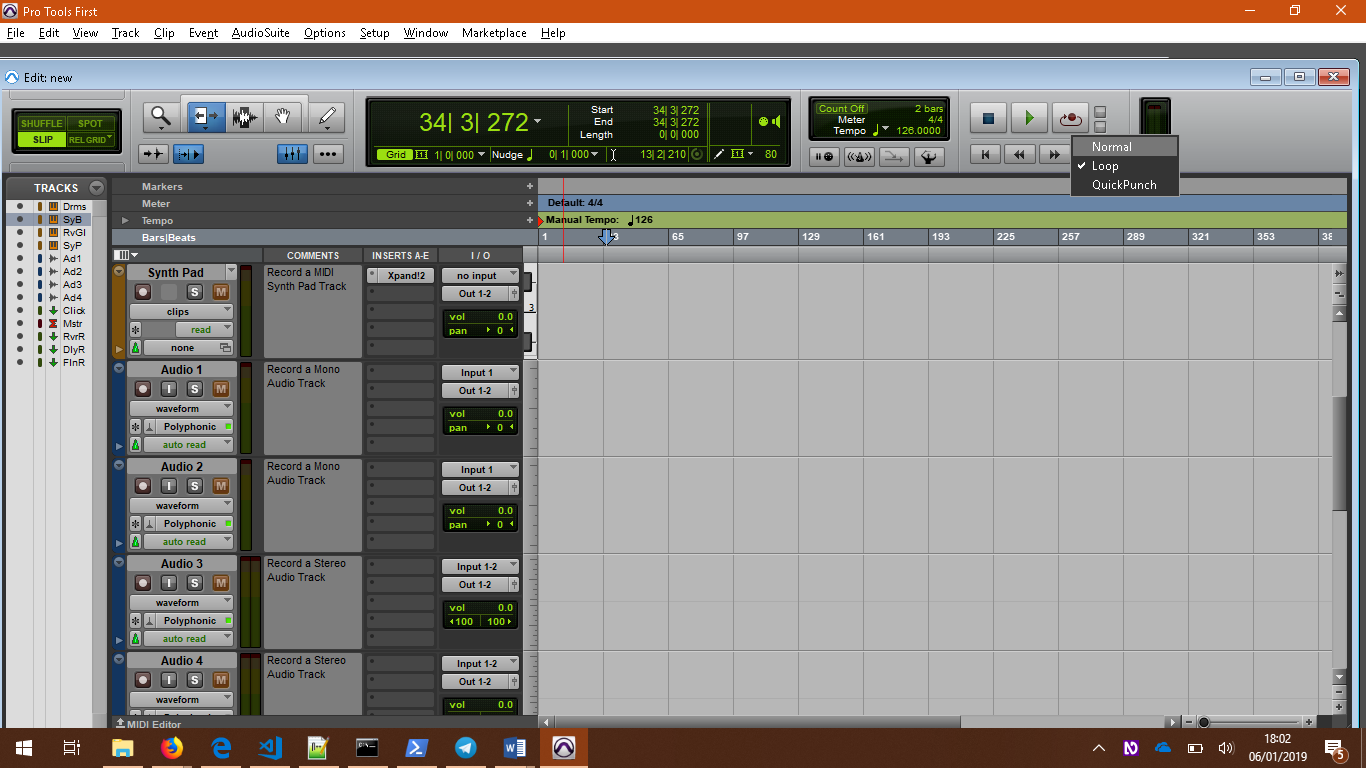 Pro Tools First
File Edit View Track Clip Event AudioSuite Options Setup Window Marketplace Help
Edit: new
SHUFFLE SPOT
SLIP REL GRID
34| 3| 272
Start 34| 3| 272
End 34| 3| 272
Length 0| 0| 000
Grid 1| 0| 000 Nudge 0| 1| 000 13| 2| 210 80
Count Off 2 bars
Meter 4/4
Tempo 126.0000
Normal
Loop
QuickPunch
TRACKS
Drms
SyB
RvGl
SyP
Ad1
Ad2
Ad3
Ad4
Click
Mstr
RvrR
DlyR
FlnR
Markers
Meter Default: 4/4
Tempo Manual Tempo: 126
Bars|Beats 1 3 65 97 129 161 193 225 257 289 321 353 38
COMMENTS INSERTS A-E I / O
Synth Pad
S M
clips
read
none
Record a MIDI
Synth Pad Track
Xpand!2
no input
Out 1-2
vol 0.0
pan 0
3
Audio 1
I S M
waveform
Polyphonic
auto read
Record a Mono
Audio Track
Input 1
Out 1-2
vol 0.0
pan 0
Audio 2
I S M
waveform
Polyphonic
auto read
Record a Mono
Audio Track
Input 1
Out 1-2
vol 0.0
pan 0
Audio 3
I S M
waveform
Polyphonic
auto read
Record a Stereo
Audio Track
Input 1-2
Out 1-2
vol 0.0
100 100
Audio 4
I S M
waveform
Record a Stereo
Audio Track
Input 1-2
Out 1-2
vol 0.0
MIDI Editor
18:02
06/01/2019
5